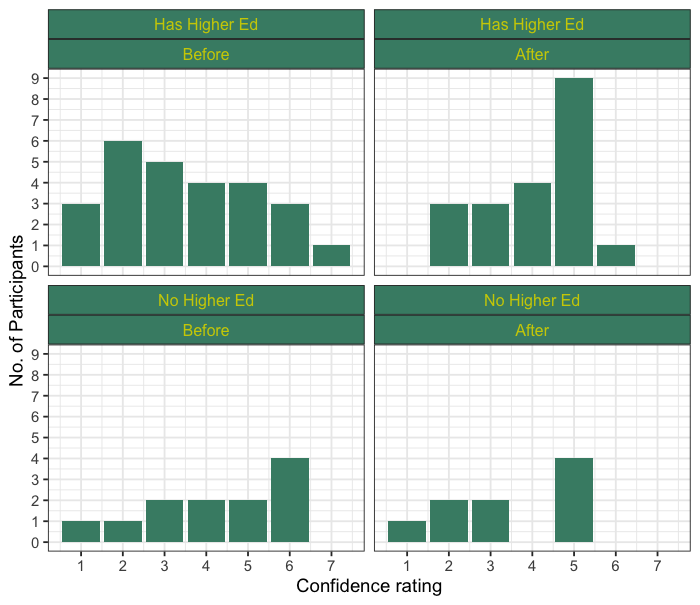 Has Higher Ed
Has Higher Ed
Before
After
9
8
7
6
5
4
3
2
1
0
No Higher Ed
No Higher Ed
Before
After
9
8
7
6
5
4
3
2
1
0
1 2 3 4 5 6 7 1 2 3 4 5 6 7
Confidence rating
No. of Participants